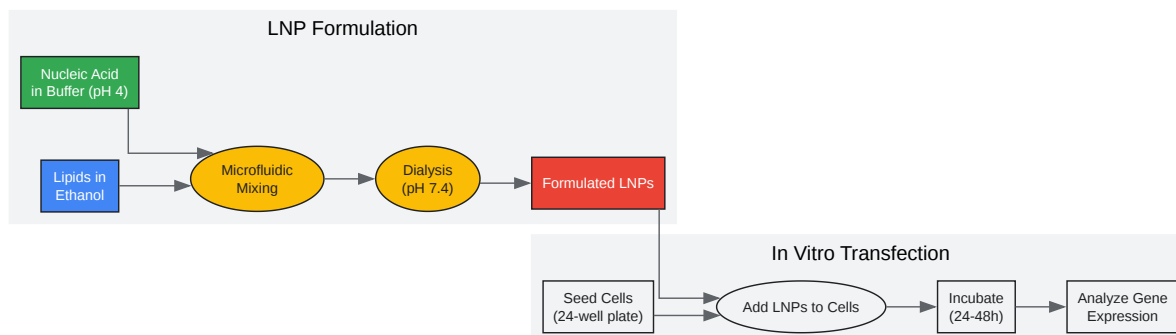 LNP Formulation
Nucleic Acid
in Buffer (pH 4)
Lipids in
Ethanol
Microfluidic
Mixing
Dialysis
(pH 7.4)
Formulated LNPs
In Vitro Transfection
Seed Cells
(24-well plate)
Add LNPs to Cells
Incubate
(24-48h)
Analyze Gene
Expression